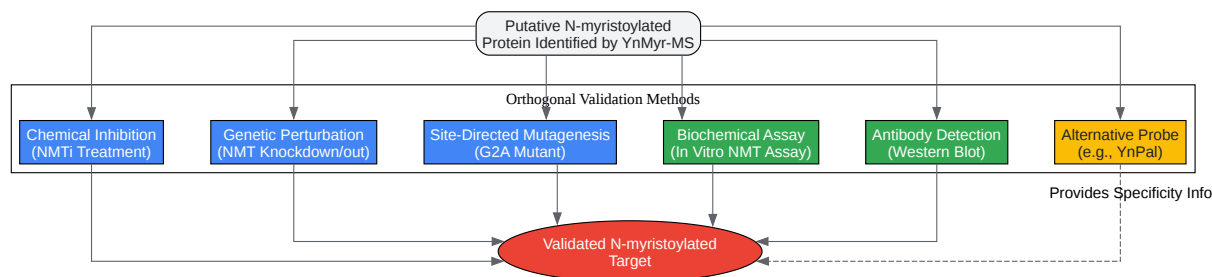 Putative N-myristoylated
Protein Identified by YnMyr-MS
Orthogonal Validation Methods
Chemical Inhibition
(NMTi Treatment)
Genetic Perturbation
(NMT Knockdown/out)
Site-Directed Mutagenesis
(G2A Mutant)
Biochemical Assay
(In Vitro NMT Assay)
Antibody Detection
(Western Blot)
Alternative Probe
(e.g., YnPal)
Provides Specificity Info
Validated N-myristoylated
Target